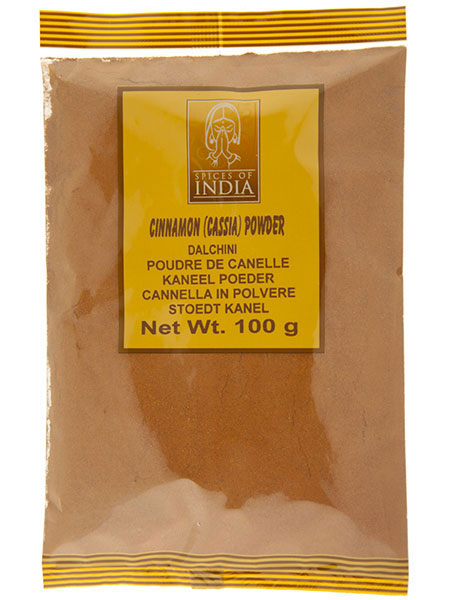 SPICES OF
INDIA
CINNAMON (CASSIA) POWDER
DALCHINI
POUDRE DE CANELLE
KANEEL POEDER
CANNELLA IN POLVERE
STOEDT KANEL
Net Wt. 100 g